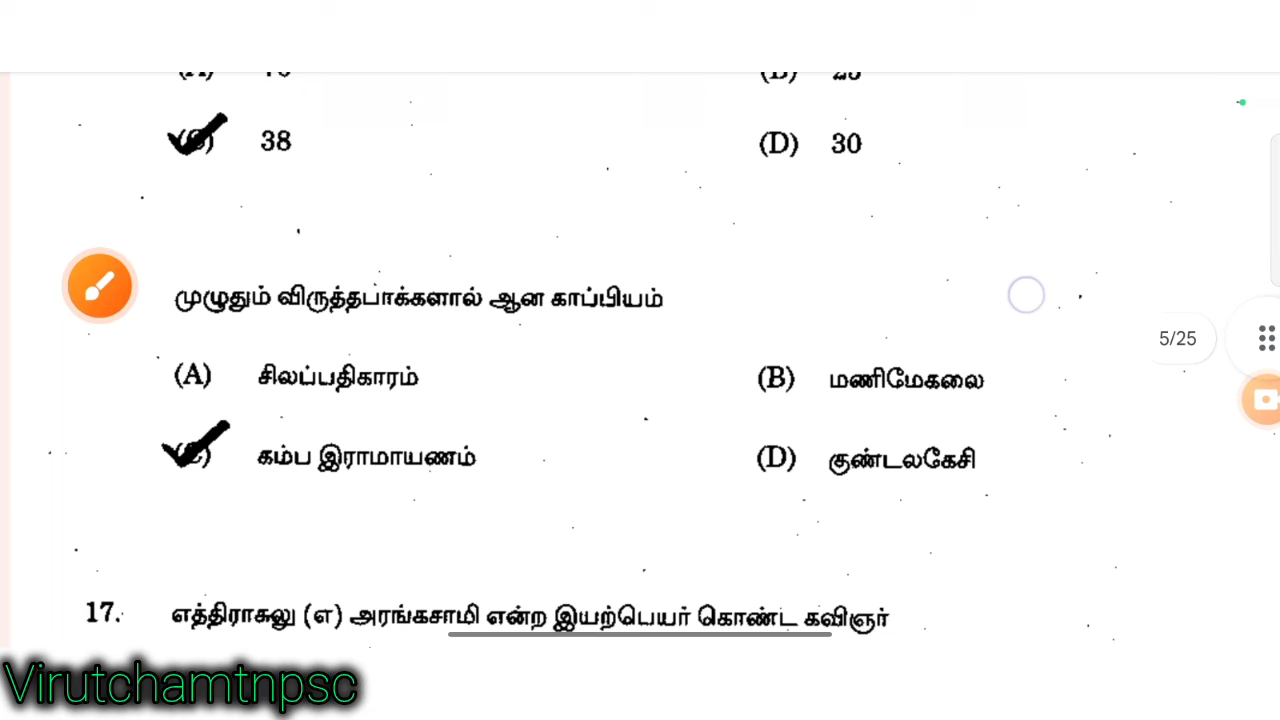 38
(D) 30
முழுதும் விருத்தபாக்களால் ஆன காப்பியம்
5/25
(A) சிலப்பதிகாரம்
(B) மணிமேகலை
கம்ப இராமாயணம்
(D) குண்டலகேசி
17. எத்திராசுலு (எ) அரங்கசாமி என்ற இயற்பெயர் கொண்ட கவிஞர்
Virutchamtnpsc